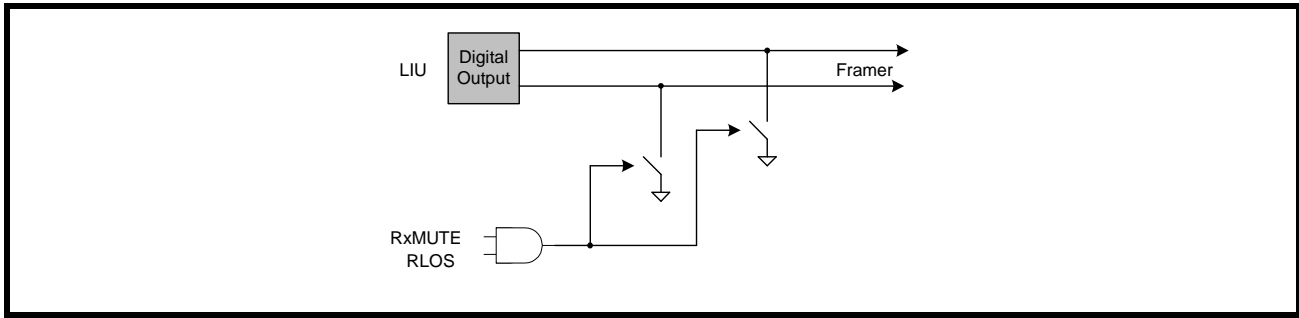 LIU
Digital
Output
Framer
RxMUTE
RLOS